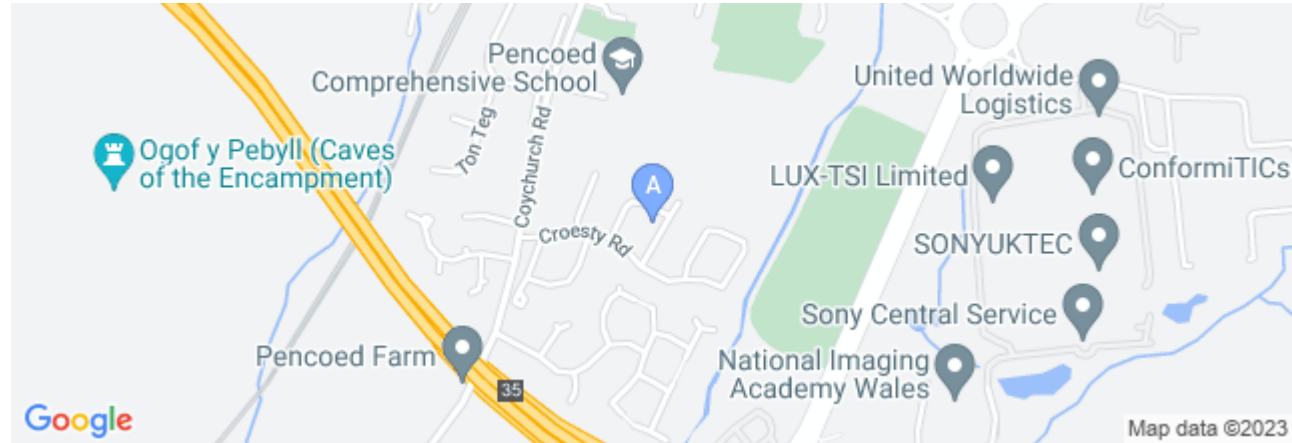 Pencoed
Comprehensive School
United Worldwide
Logistics
Ton Teg
Coychurch Rd
Ogof y Pebyll (Caves
of the Encampment)
LUX-TSI Limited
ConformiTICs
A
Croesty Rd
SONYUKTEC
Sony Central Service
Pencoed Farm
National Imaging
Academy Wales
35
Google
Map data ©2023